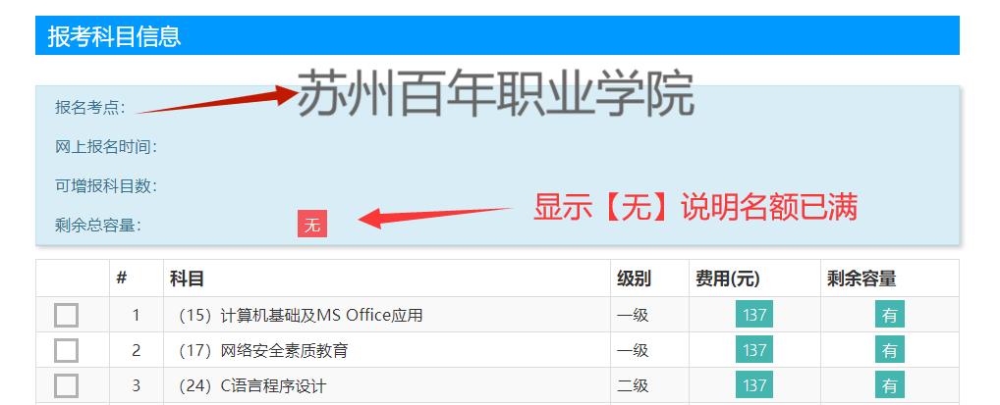 报考科目信息
报名考点： 苏州百年职业学院
网上报名时间：
可增报科目数：
剩余总容量： 无 显示【无】说明名额已满
# 科目 级别 费用(元) 剩余容量
1 （15）计算机基础及MS Office应用 一级 137 有
2 （17）网络安全素质教育 一级 137 有
3 （24）C语言程序设计 二级 137 有